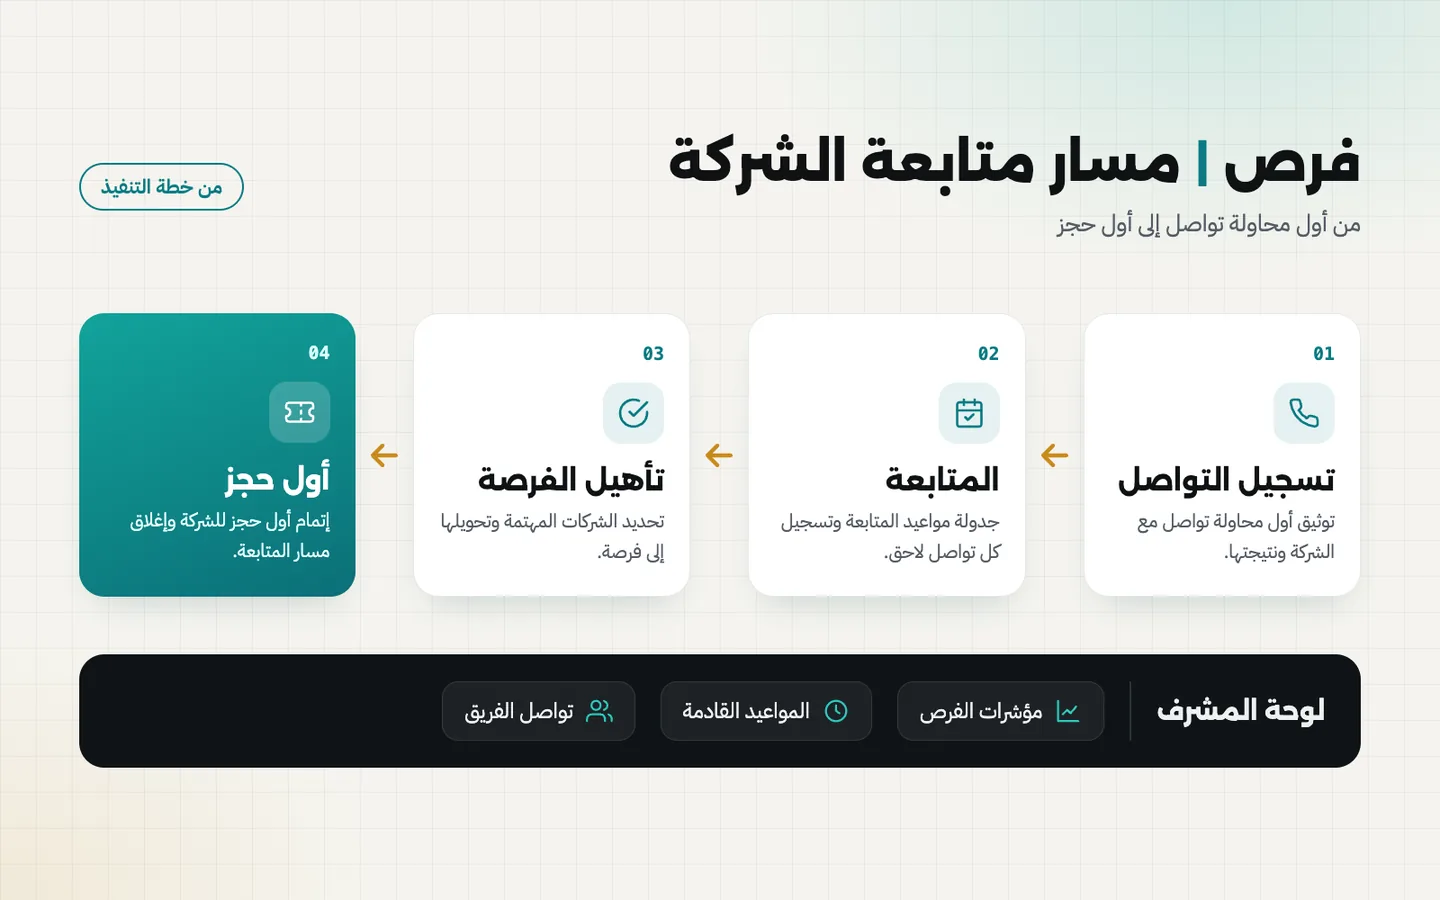 فرص | مسار متابعة الشركة
من أول محاولة تواصل إلى أول حجز
من خطة التنفيذ
01
تسجيل التواصل
توثيق أول محاولة تواصل مع
الشركة ونتيجتها.
02
المتابعة
جدولة مواعيد المتابعة وتسجيل
كل تواصل لاحق.
03
تأهيل الفرصة
تحديد الشركات المهتمة وتحويلها
إلى فرصة.
04
أول حجز
إتمام أول حجز للشركة وإغلاق
مسار المتابعة.
لوحة المشرف
مؤشرات الفرص
المواعيد القادمة
تواصل الفريق